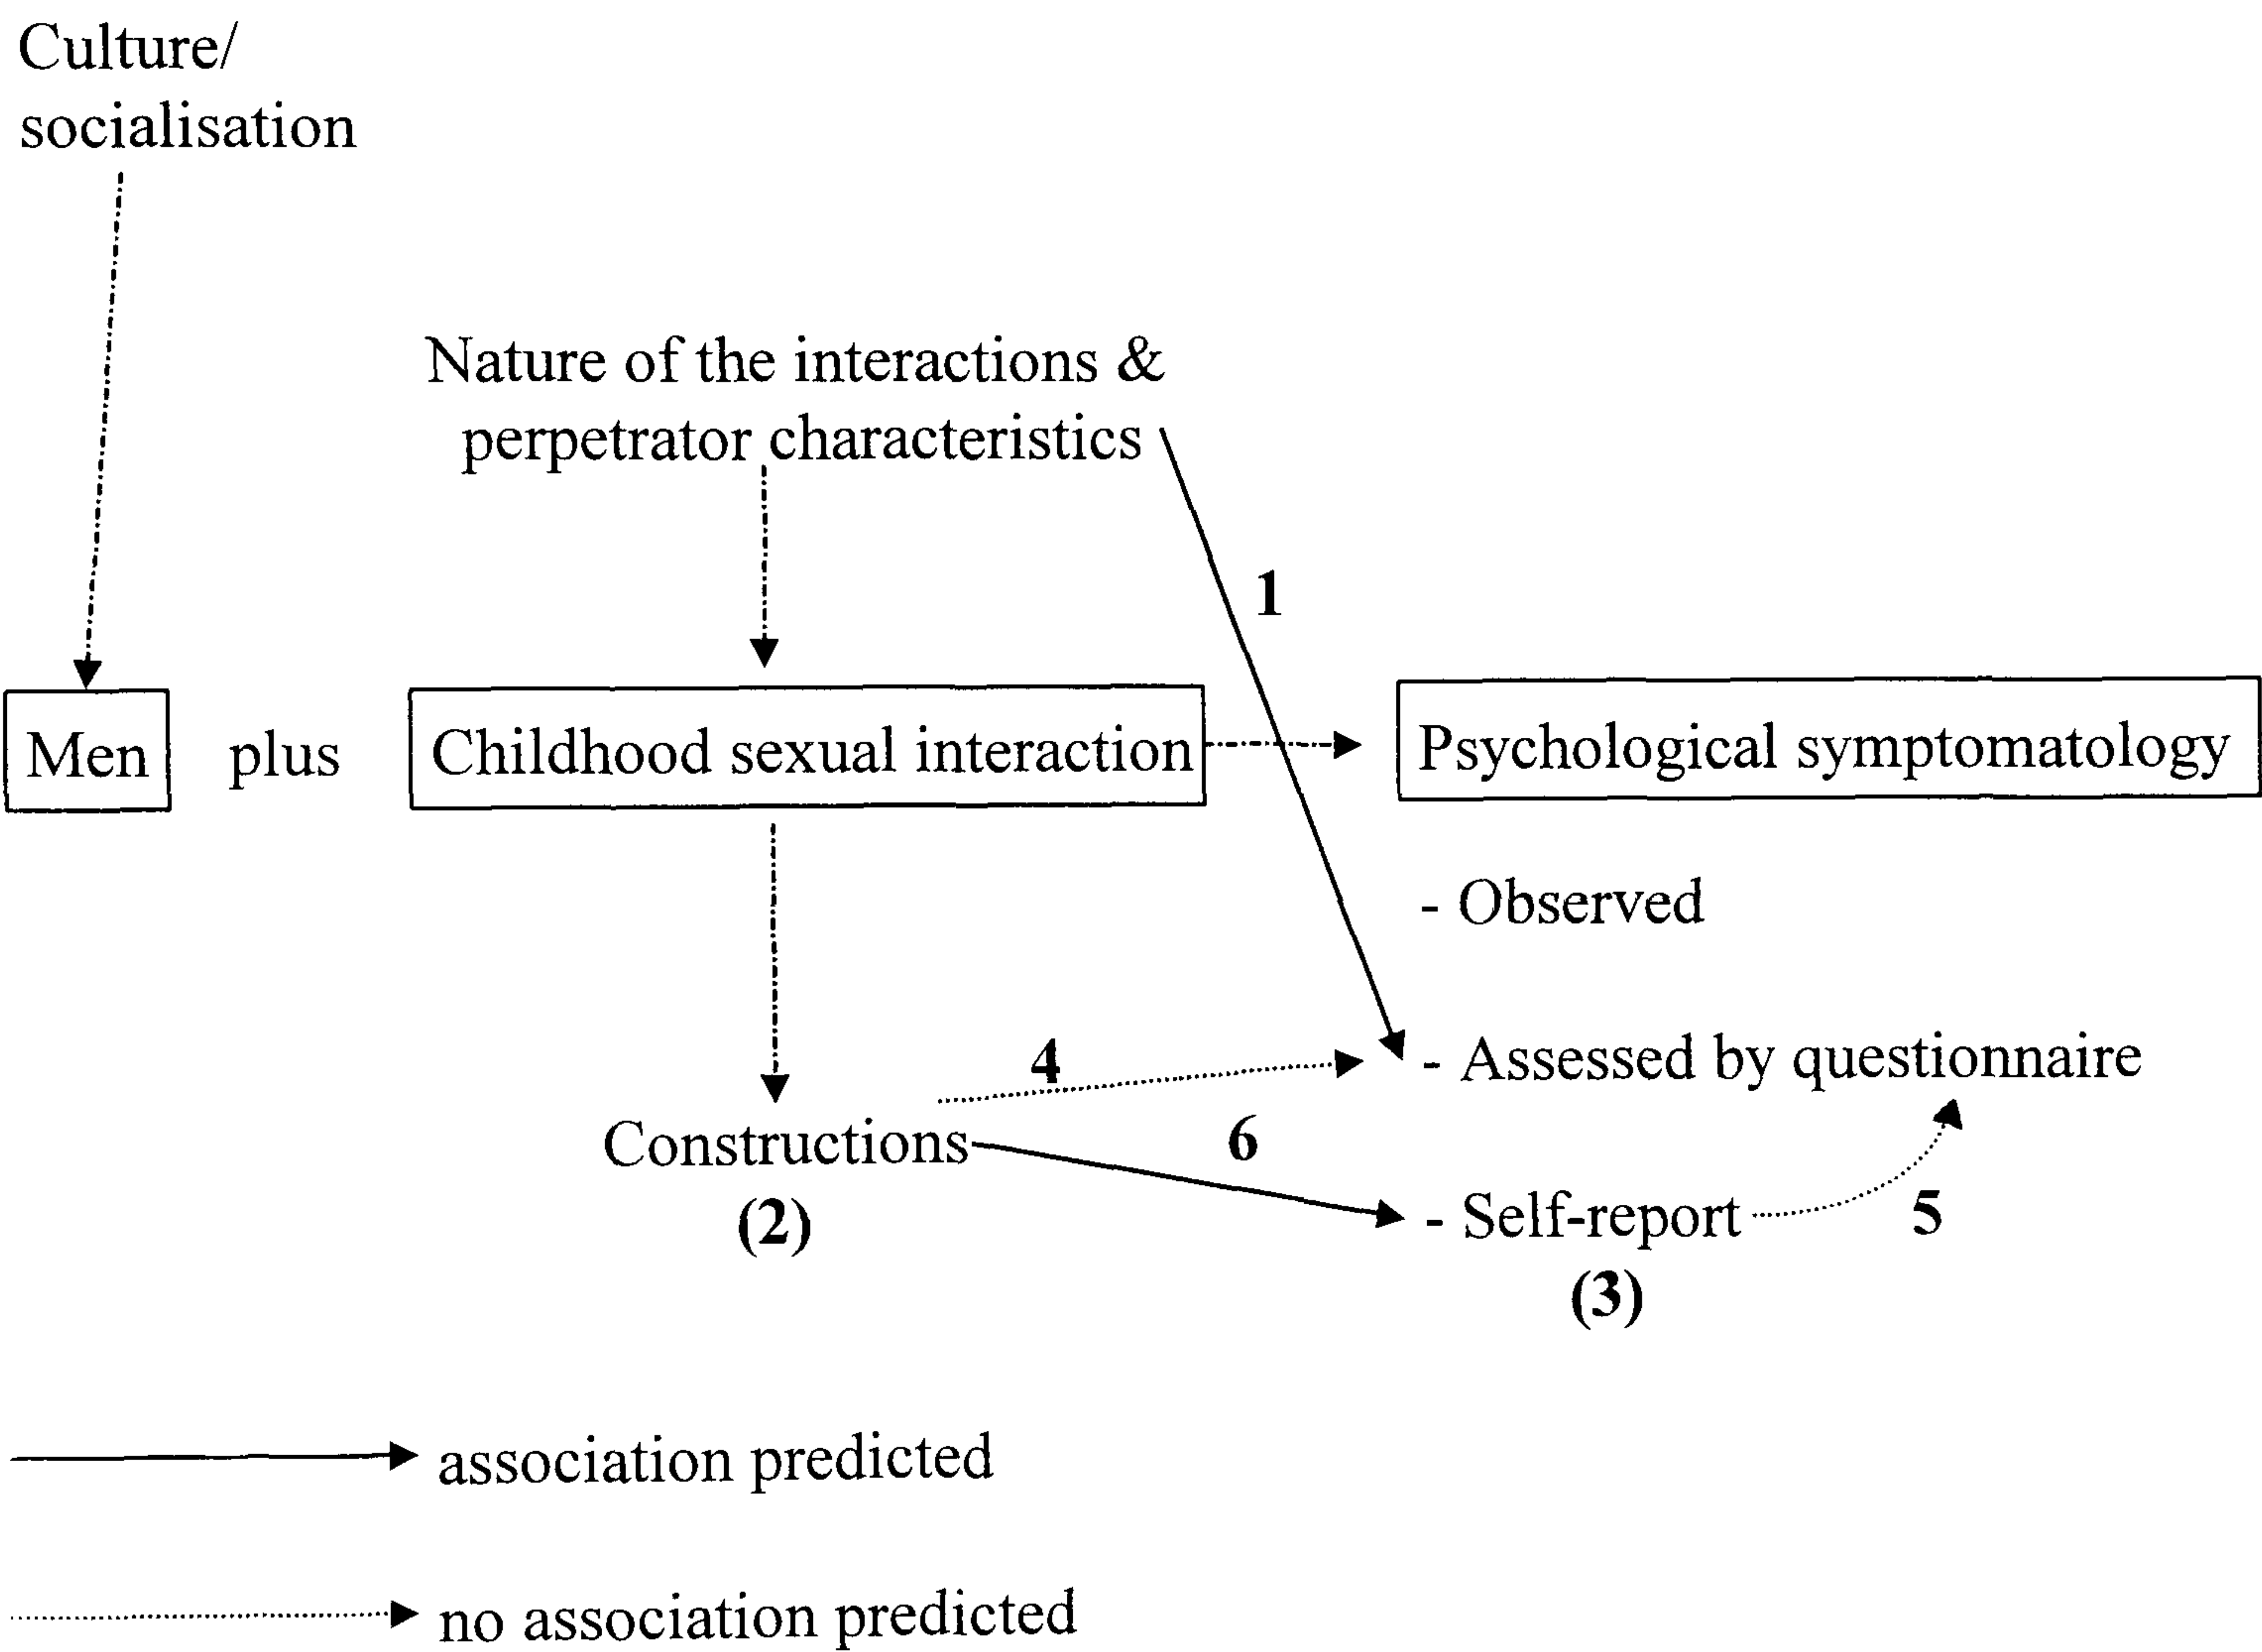 Culture/
socialisation
Nature of the interactions &
perpetrator characteristics
1
Men plus Childhood sexual interaction Psychological symptomatology
- Observed
4 - Assessed by questionnaire
Constructions 6
(2) - Self-report 5
(3)
association predicted
no association predicted